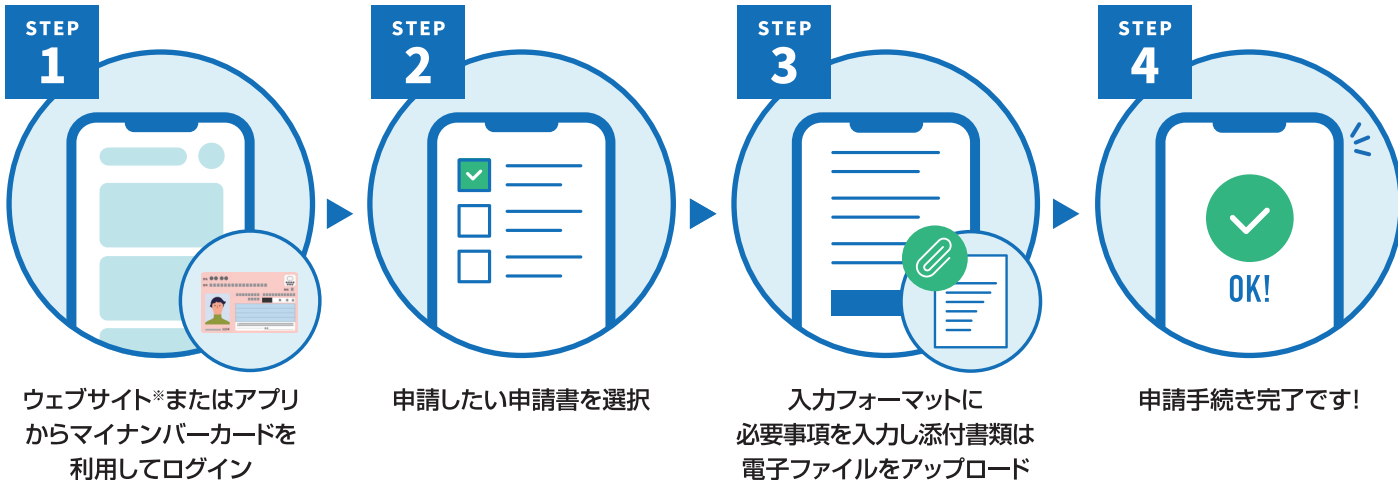 STEP
1
STEP
2
STEP
3
STEP
4
OK!
ウェブサイト※またはアプリ
からマイナンバーカードを
利用してログイン
申請したい申請書を選択
入力フォーマットに
必要事項を入力し添付書類は
電子ファイルをアップロード
申請手続き完了です!